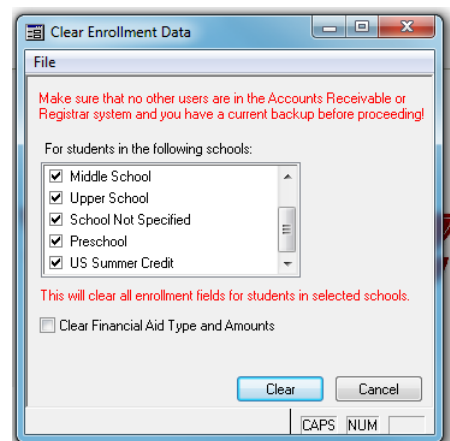 Clear Enrollment Data
File
Make sure that no other users are in the Accounts Receivable or
Registrar system and you have a current backup before proceeding!
For students in the following schools:
Middle School
Upper School
School Not Specified
Preschool
US Summer Credit
This will clear all enrollment fields for students in selected schools.
Clear Financial Aid Type and Amounts
Clear Cancel
CAPS NUM